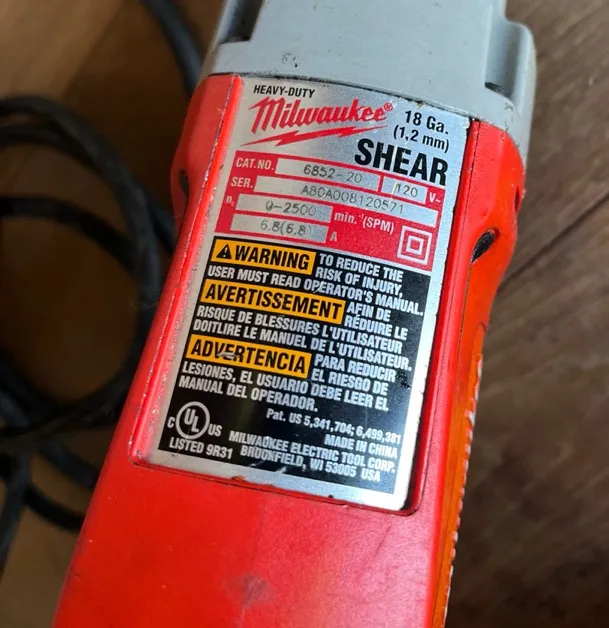 HEAVY-DUTY
Milwaukee®
18 Ga.
(1,2 mm)
SHEAR
CAT.NO. 6852-20 120 V~
SER. A80A008120571
n₀ 0-2500 min.⁻¹(SPM)
6.8(6,8) A
WARNING TO REDUCE THE
RISK OF INJURY,
USER MUST READ OPERATOR'S MANUAL.
AVERTISSEMENT AFIN DE
RÉDUIRE LE
RISQUE DE BLESSURES L'UTILISATEUR
DOITLIRE LE MANUEL DE L'UTILISATEUR.
ADVERTENCIA PARA REDUCIR
EL RIESGO DE
LESIONES, EL USUARIO DEBE LEER EL
MANUAL DEL OPERADOR.
Pat. US 5,341,704; 6,499,381
MADE IN CHINA
C UL US
LISTED 9R31
MILWAUKEE ELECTRIC TOOL CORP.
BROOKFIELD, WI 53005 USA